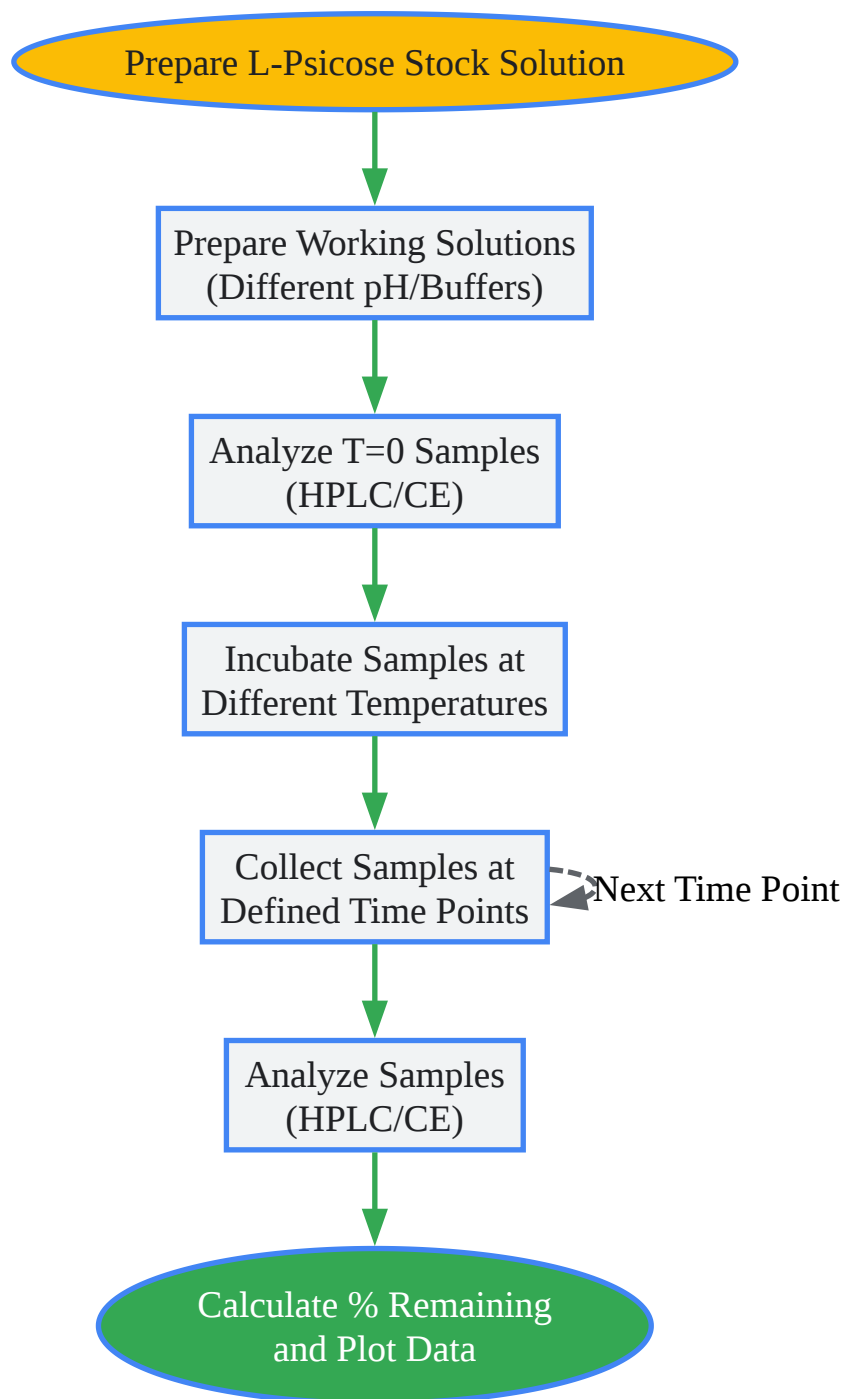 Prepare L-Psicose Stock Solution
Prepare Working Solutions
(Different pH/Buffers)
Analyze T=0 Samples
(HPLC/CE)
Incubate Samples at
Different Temperatures
Collect Samples at
Defined Time Points
Next Time Point
Analyze Samples
(HPLC/CE)
Calculate % Remaining
and Plot Data